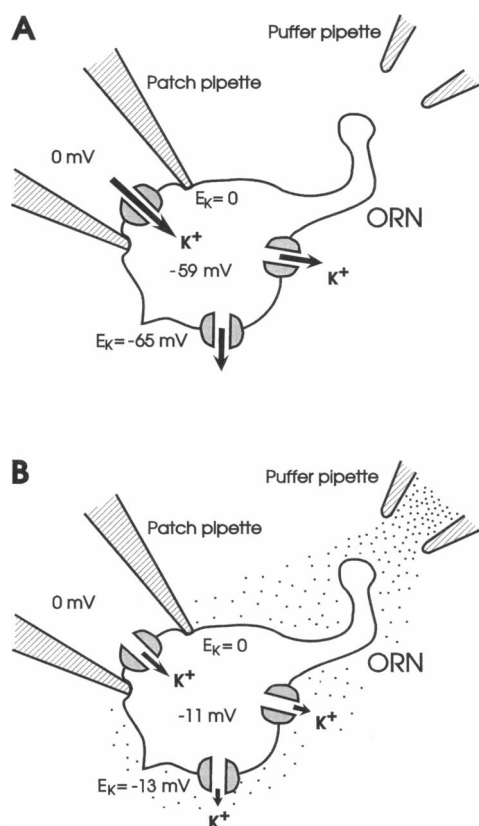 A
Puffer pipette
Patch pipette
0 mV
E_K = 0
K⁺
ORN
-59 mV
K⁺
E_K = -65 mV
B
Puffer pipette
Patch pipette
0 mV
E_K = 0
K⁺
ORN
-11 mV
K⁺
E_K = -13 mV
K⁺